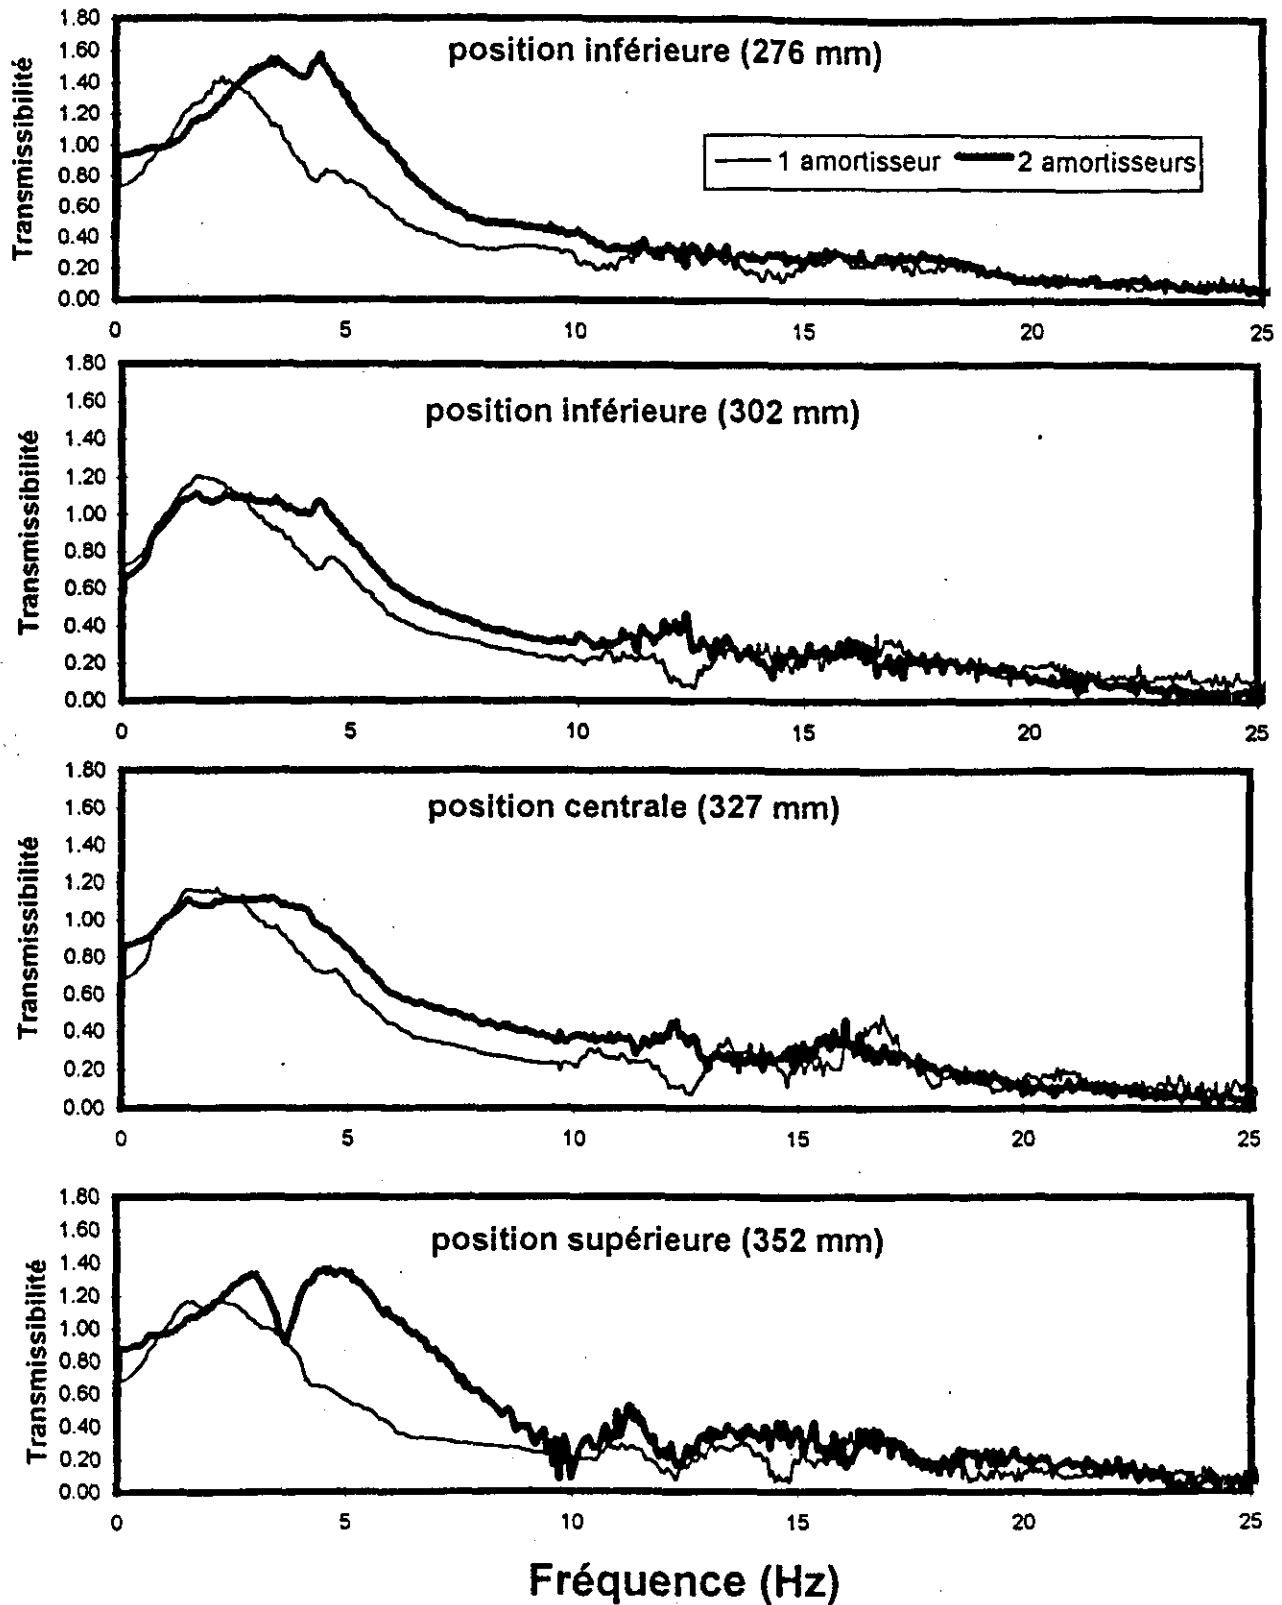 position inférieure (276 mm)
1 amortisseur 2 amortisseurs
Transmissibilité
1.80
1.60
1.40
1.20
1.00
0.80
0.60
0.40
0.20
0.00
0 5 10 15 20 25
position inférieure (302 mm)
Transmissibilité
1.80
1.60
1.40
1.20
1.00
0.80
0.60
0.40
0.20
0.00
0 5 10 15 20 25
position centrale (327 mm)
Transmissibilité
1.80
1.60
1.40
1.20
1.00
0.80
0.60
0.40
0.20
0.00
0 5 10 15 20 25
position supérieure (352 mm)
Transmissibilité
1.80
1.60
1.40
1.20
1.00
0.80
0.60
0.40
0.20
0.00
0 5 10 15 20 25
Fréquence (Hz)